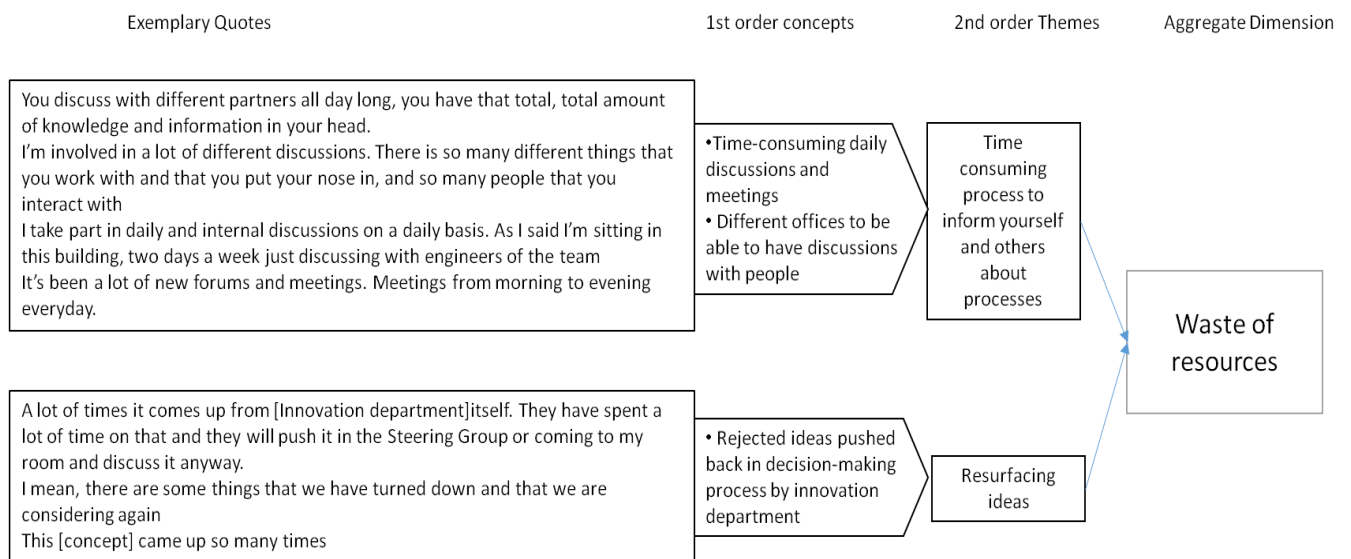 Exemplary Quotes
1st order concepts
2nd order Themes
Aggregate Dimension
You discuss with different partners all day long, you have that total, total amount
of knowledge and information in your head.
I'm involved in a lot of different discussions. There is so many different things that
you work with and that you put your nose in, and so many people that you
interact with
I take part in daily and internal discussions on a daily basis. As I said I'm sitting in
this building, two days a week just discussing with engineers of the team
It's been a lot of new forums and meetings. Meetings from morning to evening
everyday.
•Time-consuming daily
discussions and
meetings
• Different offices to be
able to have discussions
with people
Time
consuming
process to
inform yourself
and others
about
processes
Waste of
resources
A lot of times it comes up from [Innovation department]itself. They have spent a
lot of time on that and they will push it in the Steering Group or coming to my
room and discuss it anyway.
I mean, there are some things that we have turned down and that we are
considering again
This [concept] came up so many times
• Rejected ideas pushed
back in decision-making
process by innovation
department
Resurfacing
ideas